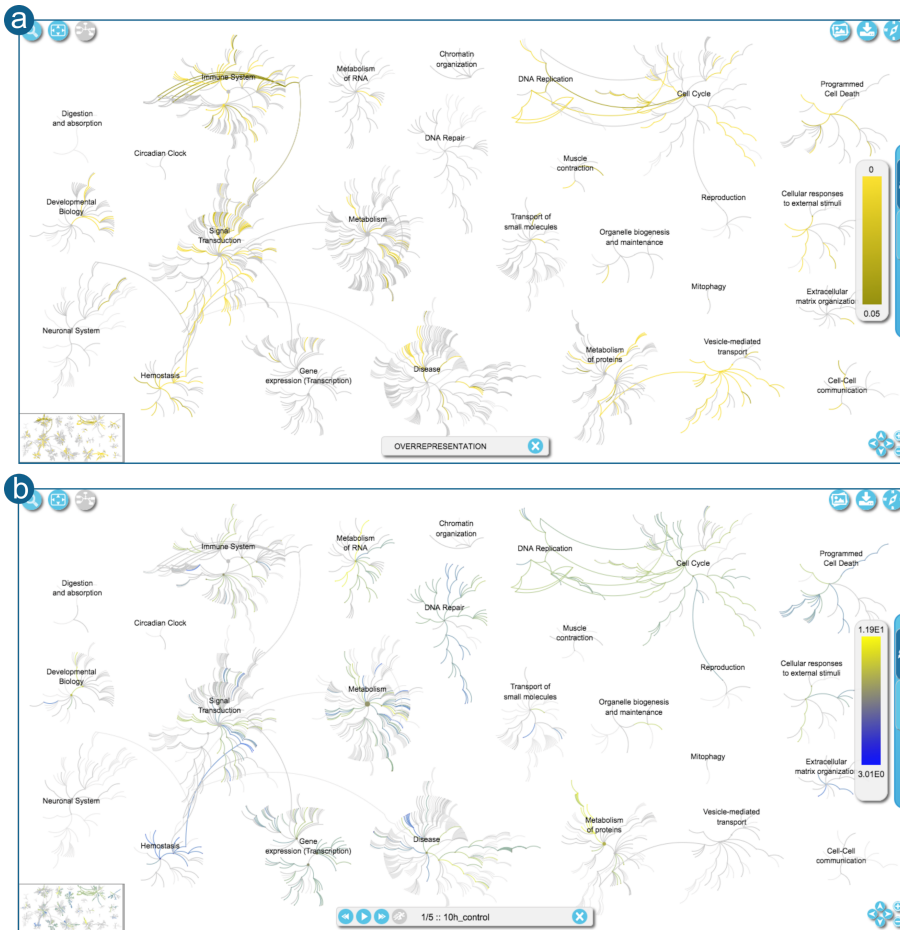 a
Immune System
Metabolism
of RNA
Chromatin
organization
DNA Replication
Cell Cycle
Programmed
Cell Death
Digestion
and absorption
Circadian Clock
DNA Repair
Muscle
contraction
0
Developmental
Biology
Signal
Transduction
Metabolism
Transport of
small molecules
Organelle biogenesis
and maintenance
Reproduction
Cellular responses
to external stimuli
Mitophagy
Extracellular
matrix organization
0.05
Neuronal System
Hemostasis
Gene
expression (Transcription)
Disease
Metabolism
of proteins
Vesicle-mediated
transport
Cell-Cell
communication
OVERREPRESENTATION
b
Immune System
Metabolism
of RNA
Chromatin
organization
DNA Replication
Cell Cycle
Programmed
Cell Death
Digestion
and absorption
Circadian Clock
DNA Repair
Muscle
contraction
1.19E1
Developmental
Biology
Signal
Transduction
Metabolism
Transport of
small molecules
Organelle biogenesis
and maintenance
Reproduction
Cellular responses
to external stimuli
Mitophagy
Extracellular
matrix organizatio
3.01E0
Neuronal System
Hemostasis
Gene
expression (Transcription)
Disease
Metabolism
of proteins
Vesicle-mediated
transport
Cell-Cell
communication
1/5 :: 10h_control